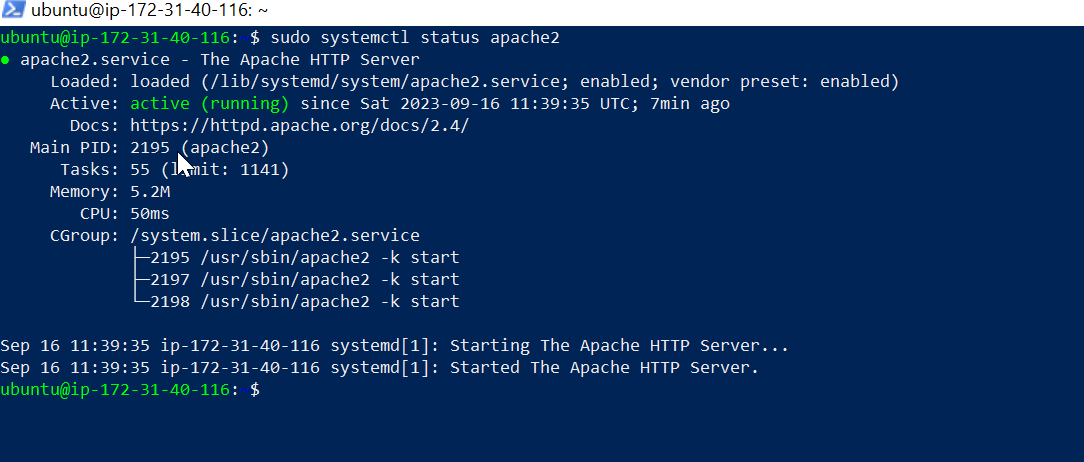 ubuntu@ip-172-31-40-116: ~
ubuntu@ip-172-31-40-116:~$ sudo systemctl status apache2
● apache2.service - The Apache HTTP Server
Loaded: loaded (/lib/systemd/system/apache2.service; enabled; vendor preset: enabled)
Active: active (running) since Sat 2023-09-16 11:39:35 UTC; 7min ago
Docs: https://httpd.apache.org/docs/2.4/
Main PID: 2195 (apache2)
Tasks: 55 (limit: 1141)
Memory: 5.2M
CPU: 50ms
CGroup: /system.slice/apache2.service
├─2195 /usr/sbin/apache2 -k start
├─2197 /usr/sbin/apache2 -k start
└─2198 /usr/sbin/apache2 -k start
Sep 16 11:39:35 ip-172-31-40-116 systemd[1]: Starting The Apache HTTP Server...
Sep 16 11:39:35 ip-172-31-40-116 systemd[1]: Started The Apache HTTP Server.
ubuntu@ip-172-31-40-116:~$